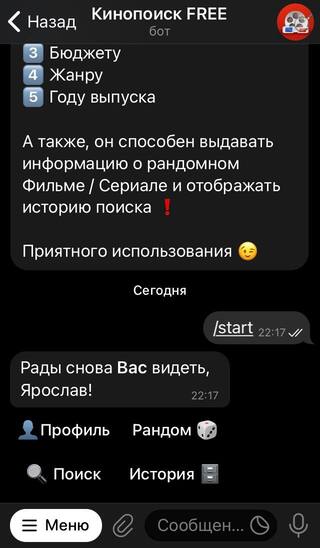 Назад
Кинопоиск FREE
бот
3 Бюджету
4 Жанру
5 Году выпуска
А также, он способен выдавать
информацию о рандомном
Фильме / Сериале и отображать
историю поиска ❗
Приятного использования 😉
Сегодня
/start 22:17
Рады снова Вас видеть,
Ярослав!
22:17
👤Профиль Рандом 🎲
🔍 Поиск История 🗄
Меню Сообщен...